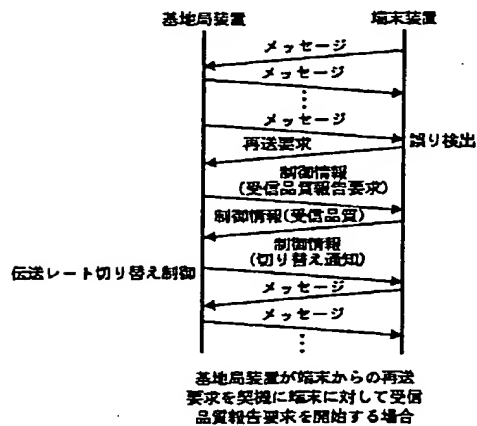 基地局装置
端末装置
メッセージ
メッセージ
メッセージ
再送要求
誤り検出
制御情報
(受信品質報告要求)
制御情報(受信品質)
制御情報
(切り替え通知)
伝送レート切り替え制御
メッセージ
メッセージ
基地局装置が端末からの再送
要求を契機に端末に対して受信
品質報告要求を開始する場合